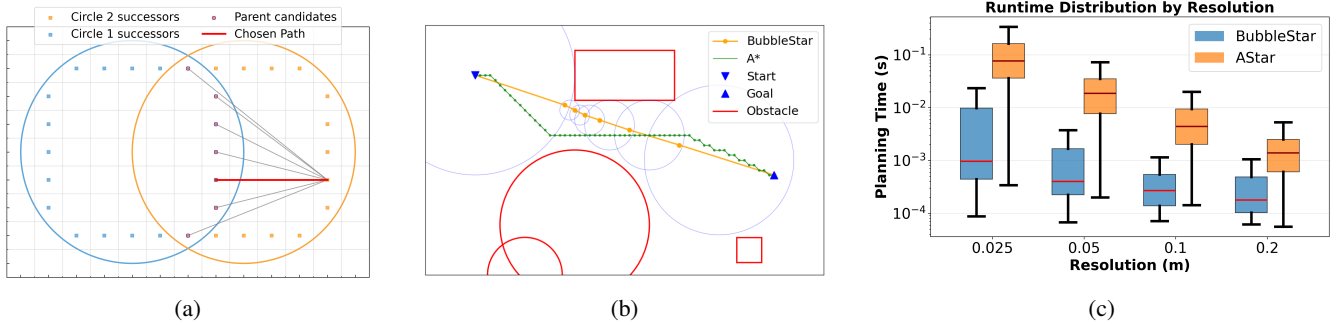 Circle 2 successors
Circle 1 successors
Parent candidates
Chosen Path
(a)
BubbleStar
A*
Start
Goal
Obstacle
(b)
Runtime Distribution by Resolution
BubbleStar
AStar
Planning Time (s)
10⁻¹
10⁻²
10⁻³
10⁻⁴
0.025 0.05 0.1 0.2
Resolution (m)
(c)